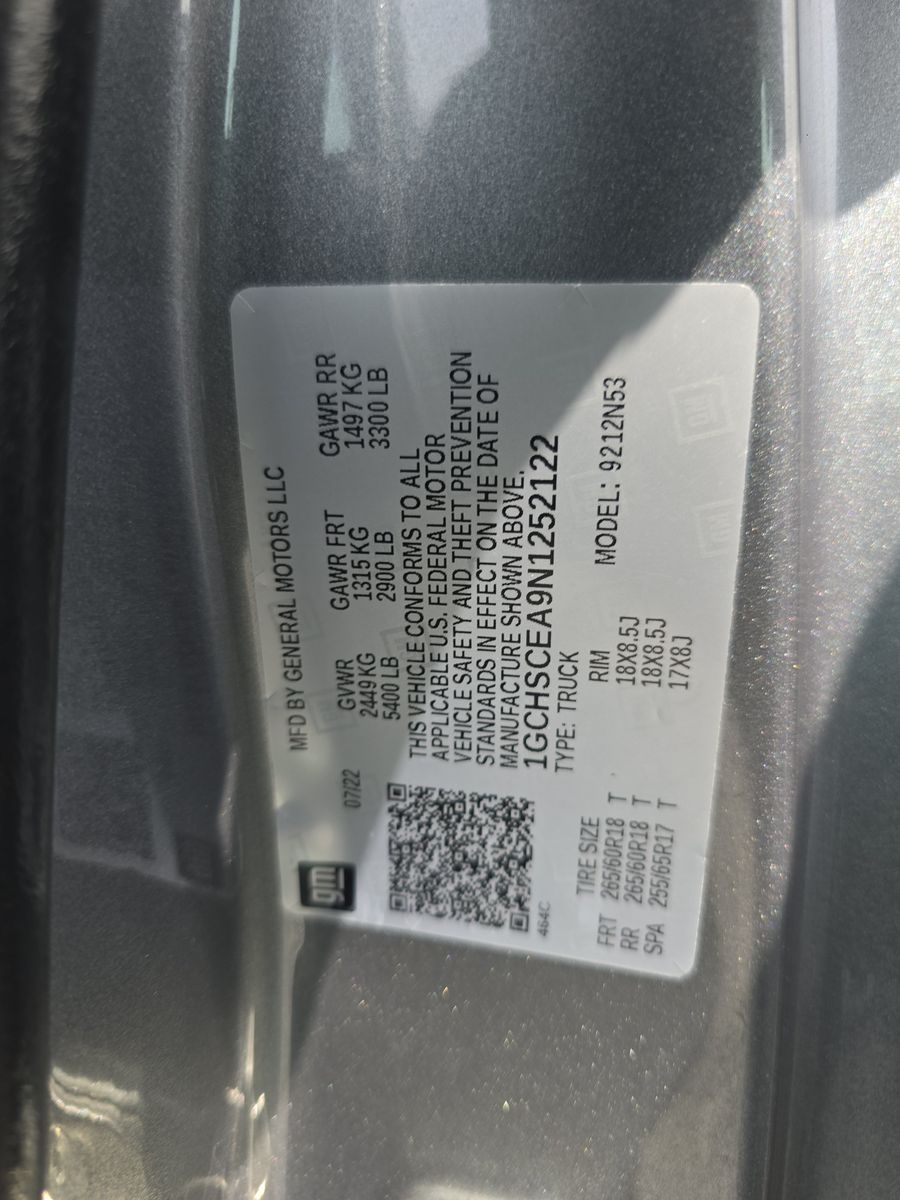 gm
07/22
MFD BY GENERAL MOTORS LLC
GVWR GAWR FRT GAWR RR
2449 KG 1315 KG 1497 KG
5400 LB 2900 LB 3300 LB
THIS VEHICLE CONFORMS TO ALL
APPLICABLE U.S. FEDERAL MOTOR
VEHICLE SAFETY AND THEFT PREVENTION
STANDARDS IN EFFECT ON THE DATE OF
MANUFACTURE SHOWN ABOVE.
1GCHSCEA9N1252122
464C
TYPE: TRUCK
MODEL: 9212N53
TIRE SIZE RIM
FRT 265/60R18 T 18X8.5J
RR 265/60R18 T 18X8.5J
SPA 255/65R17 T 17X8J